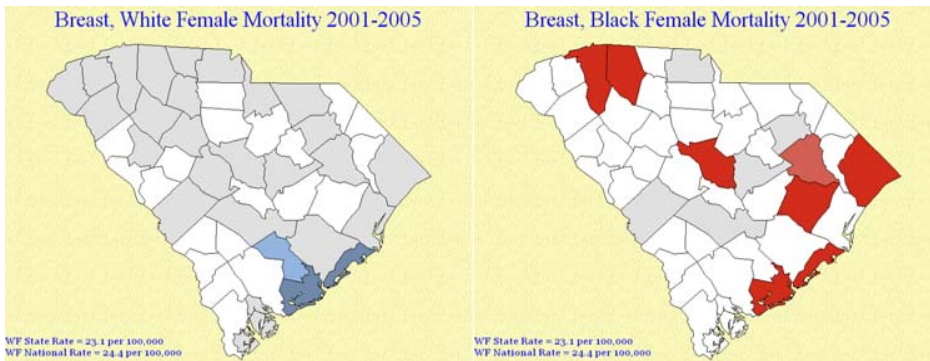 Breast, White Female Mortality 2001-2005
WF State Rate = 23.1 per 100,000
WF National Rate = 24.4 per 100,000
Breast, Black Female Mortality 2001-2005
WF State Rate = 23.1 per 100,000
WF National Rate = 24.4 per 100,000